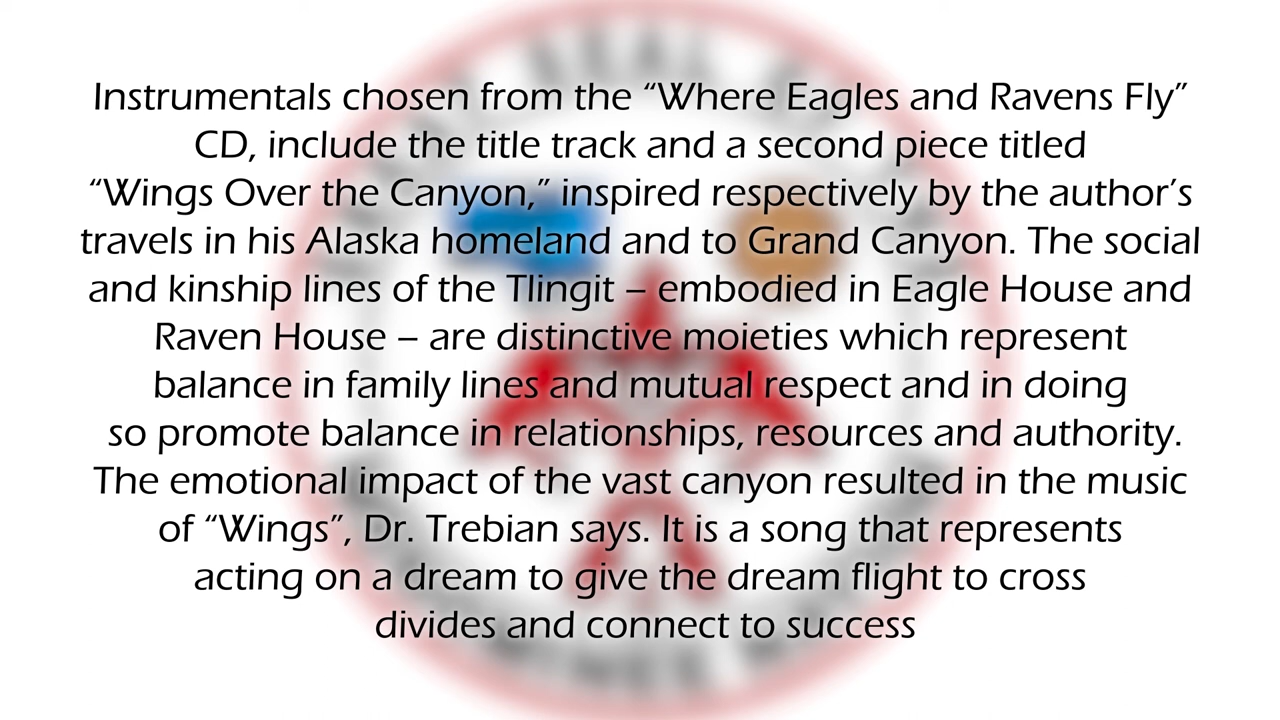 Instrumentals chosen from the “Where Eagles and Ravens Fly”
CD, include the title track and a second piece titled
“Wings Over the Canyon,” inspired respectively by the author’s
travels in his Alaska homeland and to Grand Canyon. The social
and kinship lines of the Tlingit – embodied in Eagle House and
Raven House – are distinctive moieties which represent
balance in family lines and mutual respect and in doing
so promote balance in relationships, resources and authority.
The emotional impact of the vast canyon resulted in the music
of “Wings”, Dr. Trebian says. It is a song that represents
acting on a dream to give the dream flight to cross
divides and connect to success